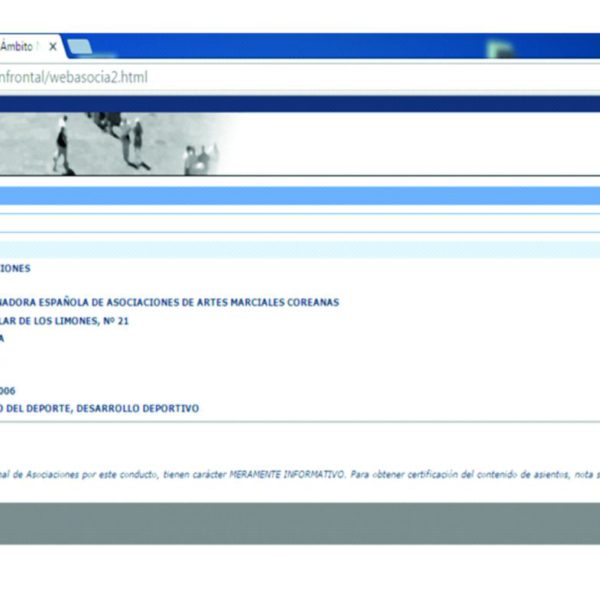 Ámbito
nfrontal/webasocia2.html
IONES
NADORA ESPAÑOLA DE ASOCIACIONES DE ARTES MARCIALES COREANAS
LAR DE LOS LIMONES, Nº 21
A
006
O DEL DEPORTE, DESARROLLO DEPORTIVO
nal de Asociaciones por este conducto, tienen carácter MERAMENTE INFORMATIVO. Para obtener certificación del contenido de asientos, nota s